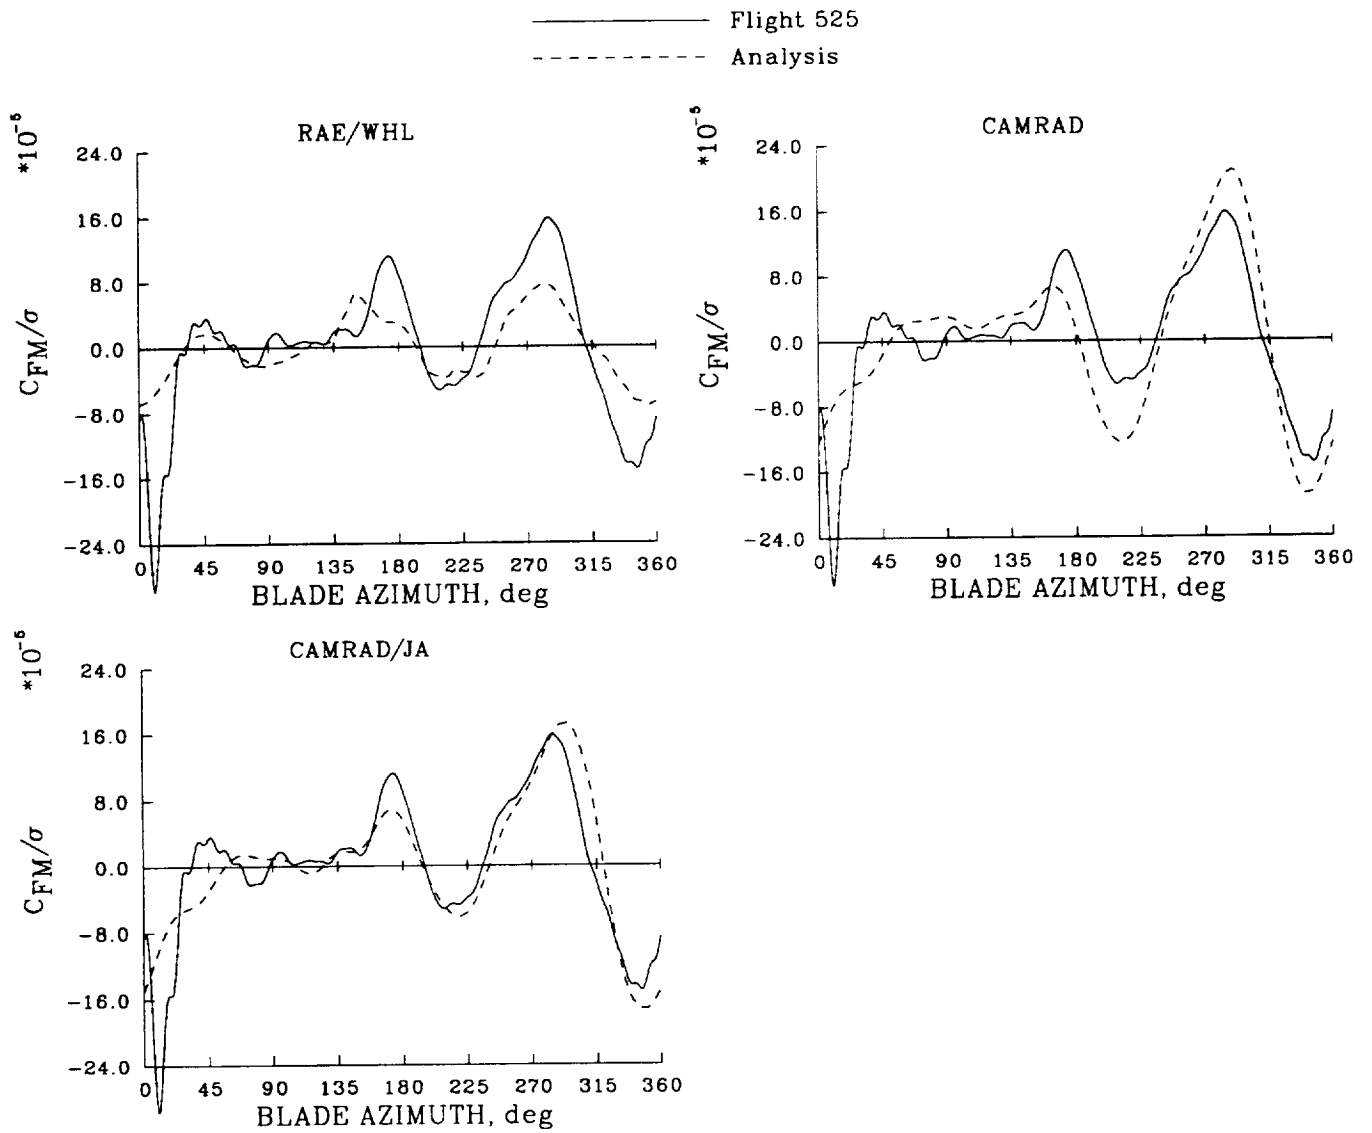 Flight 525
Analysis
RAE/WHL
*10⁻⁵
24.0
16.0
8.0
0.0
-8.0
-16.0
-24.0
C_FM/σ
0 45 90 135 180 225 270 315 360
BLADE AZIMUTH, deg
CAMRAD
*10⁻⁵
24.0
16.0
8.0
0.0
-8.0
-16.0
-24.0
C_FM/σ
0 45 90 135 180 225 270 315 360
BLADE AZIMUTH, deg
CAMRAD/JA
*10⁻⁵
24.0
16.0
8.0
0.0
-8.0
-16.0
-24.0
C_FM/σ
0 45 90 135 180 225 270 315 360
BLADE AZIMUTH, deg